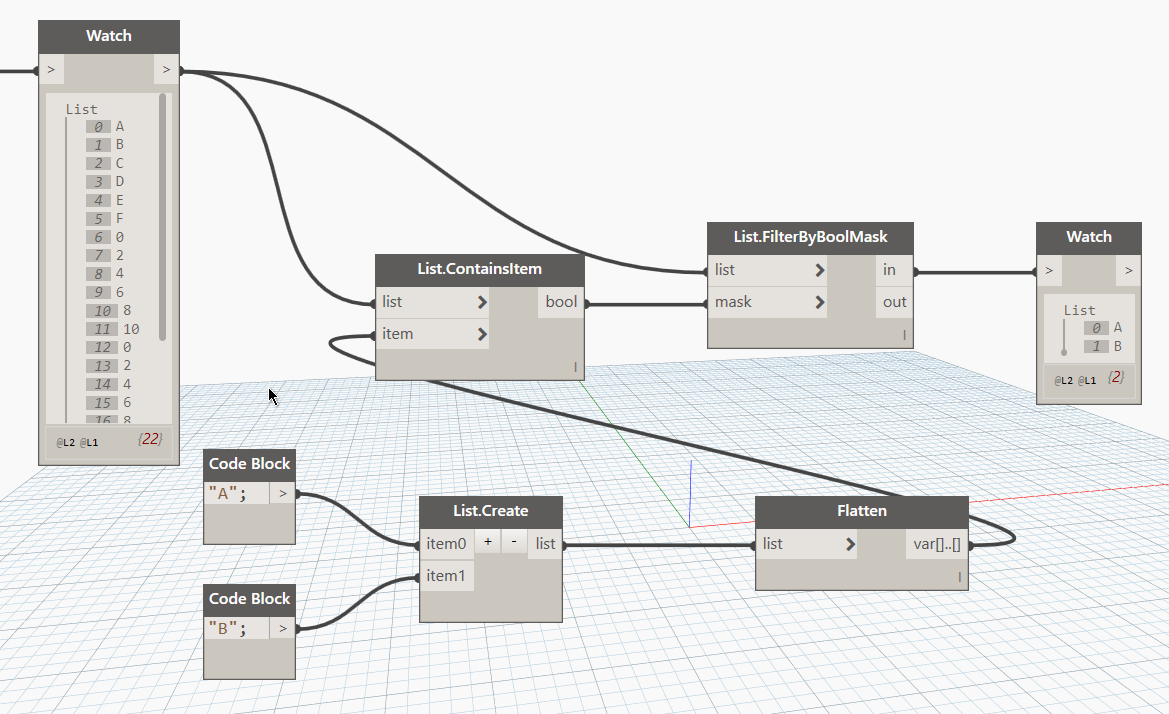 Watch
> >
List
0 A
1 B
2 C
3 D
4 E
5 F
6 0
7 2
8 4
9 6
10 8
11 10
12 0
13 2
14 4
15 6
16 8
@L2 @L1 {22}
List.ContainsItem
list > bool
item >
l
List.FilterByBoolMask
list > in
mask > out
l
Watch
> >
List
0 A
1 B
@L2 @L1 {2}
Code Block
"A"; >
Code Block
"B"; >
List.Create
item0 + - list
item1
Flatten
list > var[]..[]
l